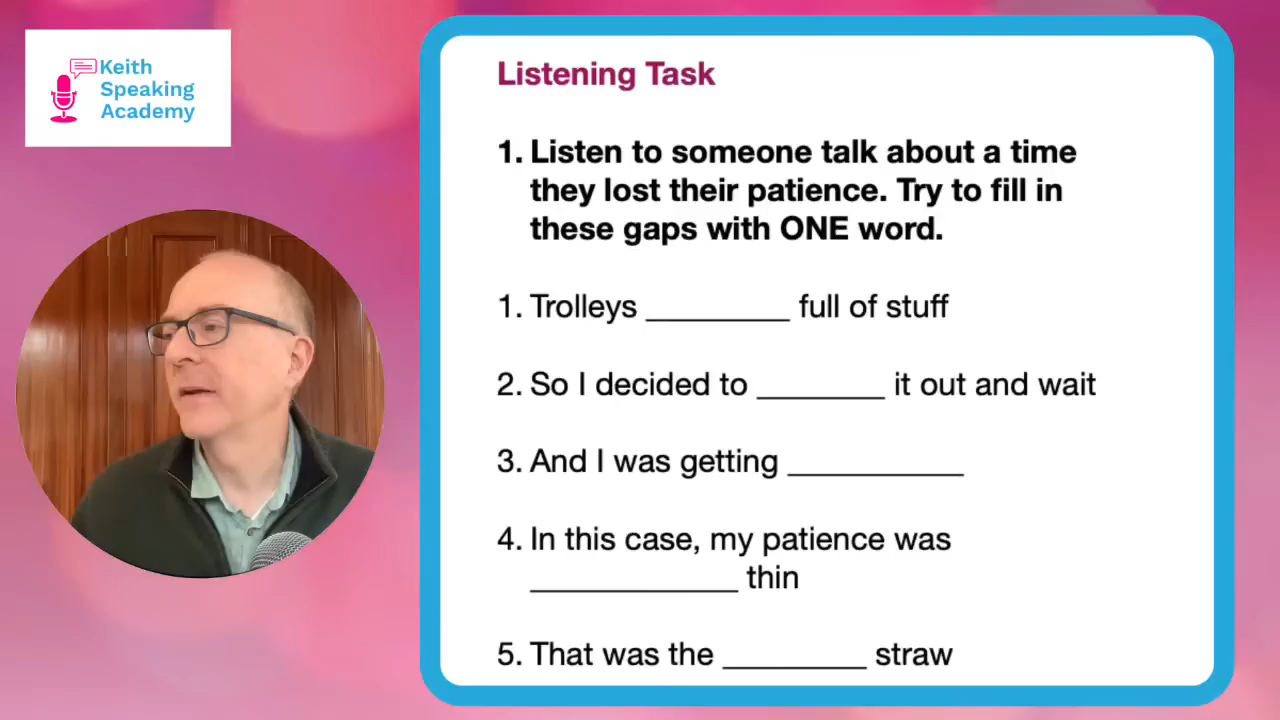 Keith
Speaking
Academy
Listening Task
1. Listen to someone talk about a time
they lost their patience. Try to fill in
these gaps with ONE word.
1. Trolleys _________ full of stuff
2. So I decided to ________ it out and wait
3. And I was getting ___________
4. In this case, my patience was
_____________ thin
5. That was the _________ straw